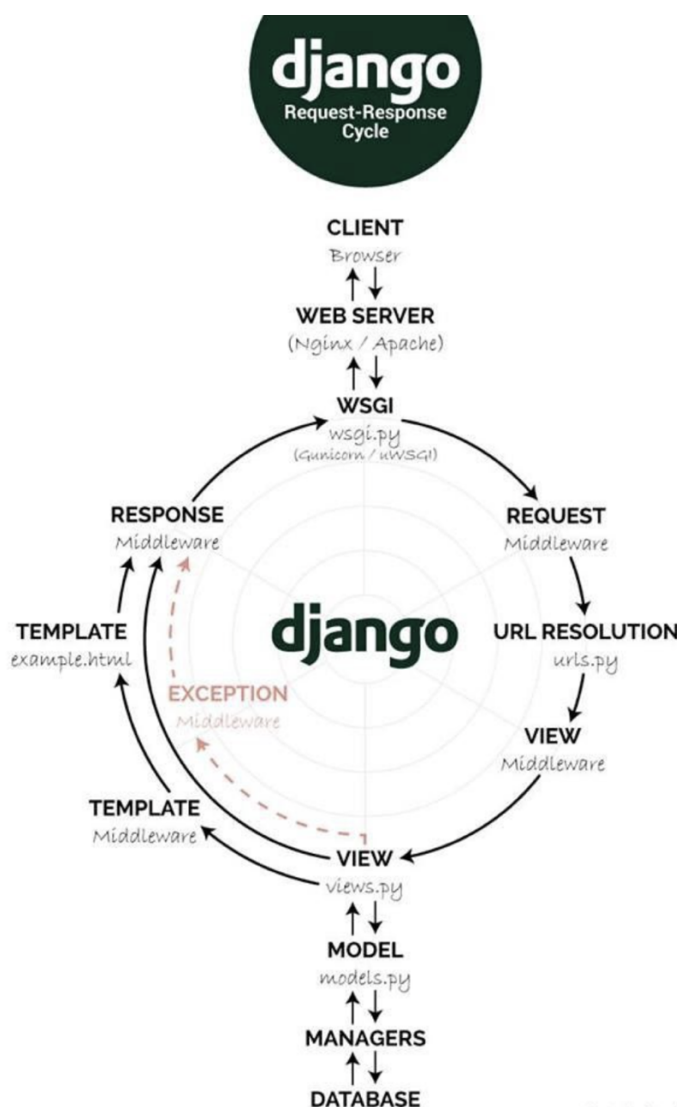 django
Request-Response
Cycle
CLIENT
Browser
WEB SERVER
(Nginx / Apache)
WSGI
wsgi.py
(Gunicorn / uWSGI)
RESPONSE
Middleware
REQUEST
Middleware
TEMPLATE
example.html
django
URL RESOLUTION
urls.py
EXCEPTION
Middleware
VIEW
Middleware
TEMPLATE
Middleware
VIEW
views.py
MODEL
models.py
MANAGERS
DATABASE